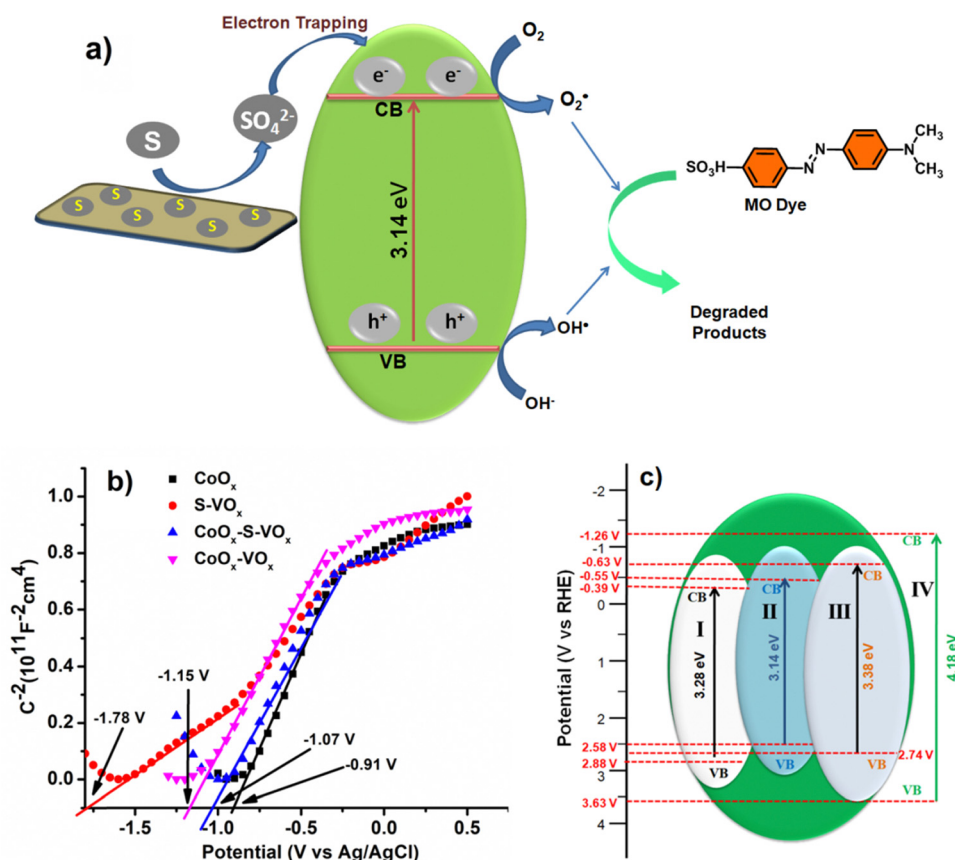 Electron Trapping
a)
O₂
e⁻ e⁻
CB
O₂•
SO₄²⁻
S
S S S S S S
3.14 eV
SO₃H N N N CH₃ CH₃
MO Dye
h⁺ h⁺
VB
OH•
OH⁻
Degraded
Products
b)
CoOₓ
S-VOₓ
CoOₓ-S-VOₓ
CoOₓ-VOₓ
C⁻²(10¹¹F⁻²cm⁴)
1.0
0.8
0.6
0.4
0.2
0.0
-1.15 V
-1.78 V
-1.07 V
-0.91 V
-1.5 -1.0 -0.5 0.0 0.5
Potential (V vs Ag/AgCl)
c)
Potential (V vs RHE)
-2
-1.26 V
CB
-1
-0.63 V
-0.55 V
-0.39 V
CB CB CB
IV
0
I II III
1
3.28 eV 3.14 eV 3.38 eV 4.18 eV
2
2.58 V
2.74 V
2.88 V
VB VB VB
3
VB
3.63 V
4